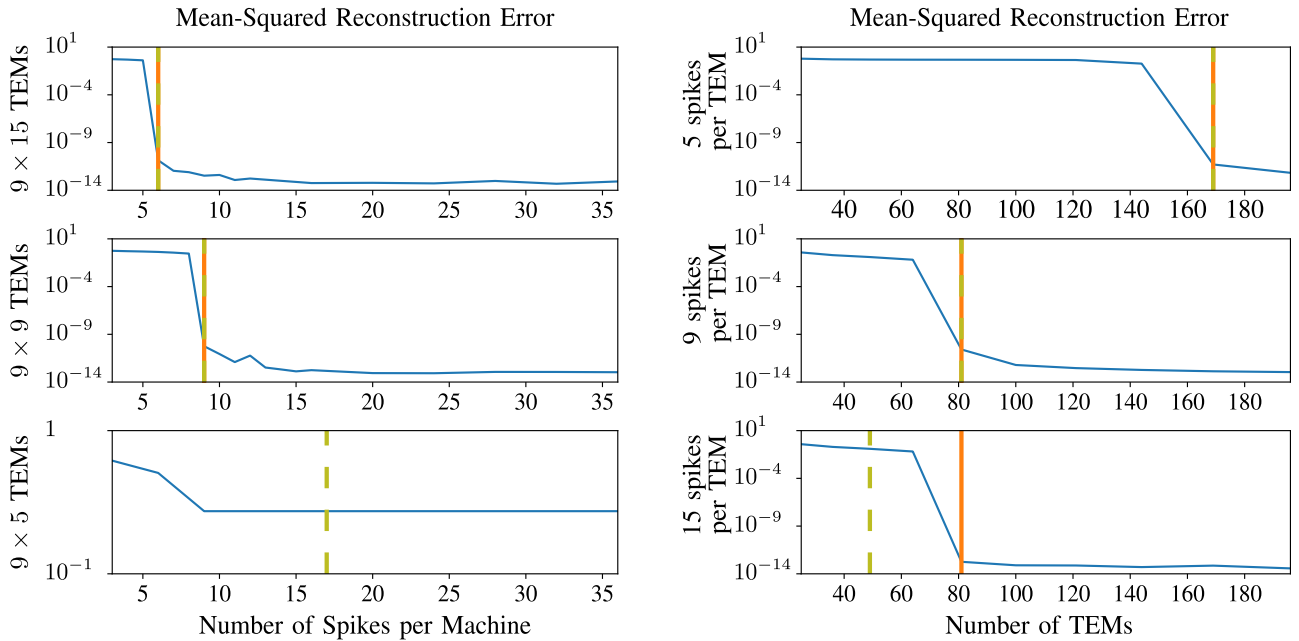 Mean-Squared Reconstruction Error
9 × 15 TEMs
10^1
10^−4
10^−9
10^−14
5 10 15 20 25 30 35
9 × 9 TEMs
10^1
10^−4
10^−9
10^−14
5 10 15 20 25 30 35
9 × 5 TEMs
1
10^−1
5 10 15 20 25 30 35
Number of Spikes per Machine
Mean-Squared Reconstruction Error
5 spikes
per TEM
10^1
10^−4
10^−9
10^−14
40 60 80 100 120 140 160 180
9 spikes
per TEM
10^1
10^−4
10^−9
10^−14
40 60 80 100 120 140 160 180
15 spikes
per TEM
10^1
10^−4
10^−9
10^−14
40 60 80 100 120 140 160 180
Number of TEMs